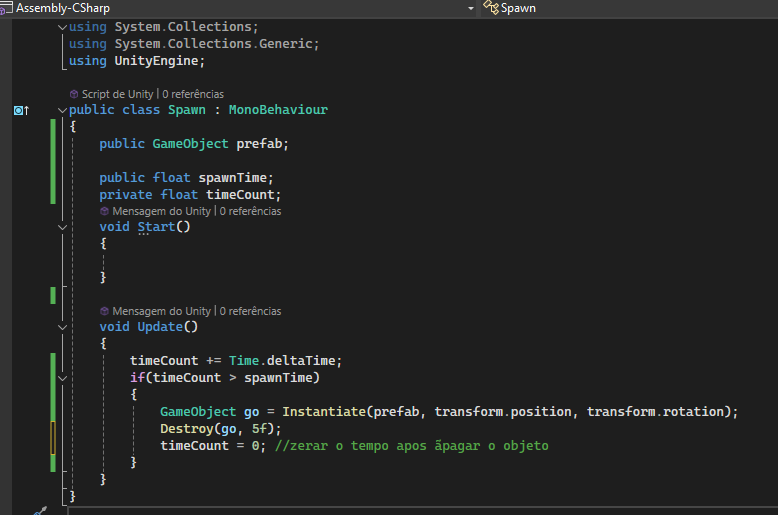 Assembly-CSharp
Spawn
using System.Collections;
using System.Collections.Generic;
using UnityEngine;
Script de Unity | 0 referências
public class Spawn : MonoBehaviour
{
public GameObject prefab;
public float spawnTime;
private float timeCount;
Mensagem do Unity | 0 referências
void Start()
{
}
Mensagem do Unity | 0 referências
void Update()
{
timeCount += Time.deltaTime;
if(timeCount > spawnTime)
{
GameObject go = Instantiate(prefab, transform.position, transform.rotation);
Destroy(go, 5f);
timeCount = 0; //zerar o tempo apos ãpagar o objeto
}
}
}